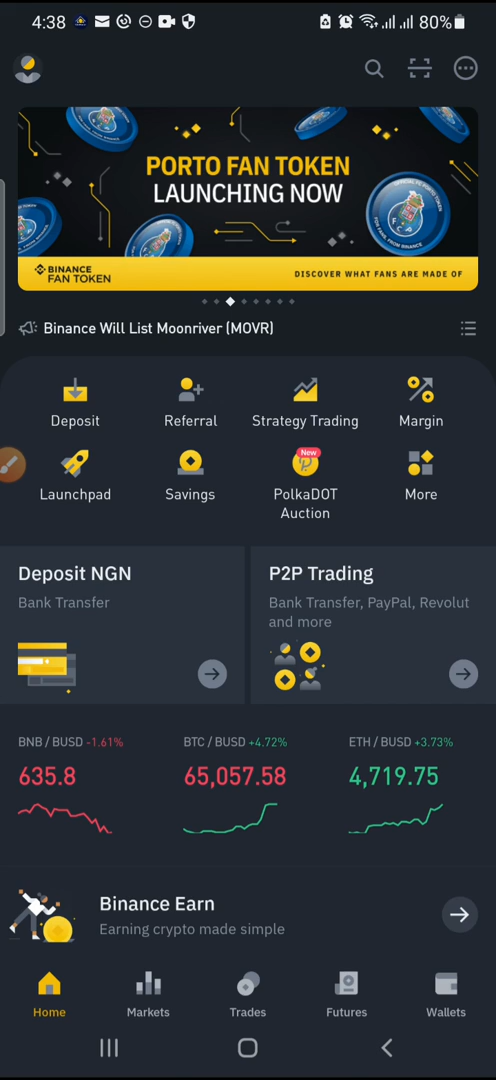 4:38
80%
PORTO FAN TOKEN
LAUNCHING NOW
BINANCE
FAN TOKEN
DISCOVER WHAT FANS ARE MADE OF
Binance Will List Moonriver (MOVR)
Deposit
Referral
Strategy Trading
Margin
New
Launchpad
Savings
PolkaDOT
Auction
More
Deposit NGN
Bank Transfer
P2P Trading
Bank Transfer, PayPal, Revolut
and more
BNB / BUSD -1.61%
635.8
BTC / BUSD +4.72%
65,057.58
ETH / BUSD +3.73%
4,719.75
Binance Earn
Earning crypto made simple
Home
Markets
Trades
Futures
Wallets